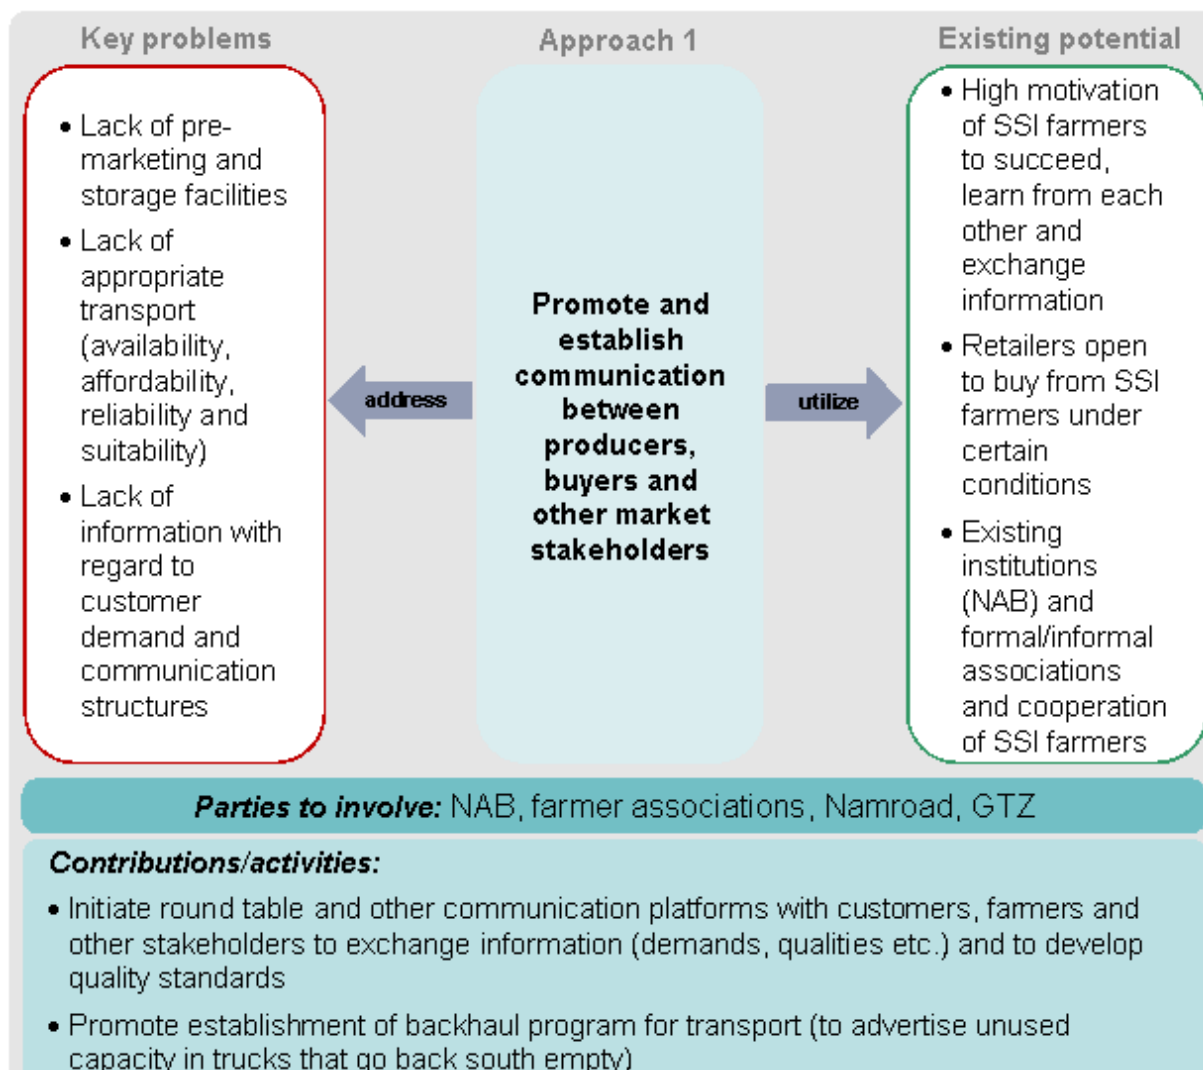 Key problems
• Lack of pre-
marketing and
storage facilities
• Lack of
appropriate
transport
(availability,
affordability,
reliability and
suitability)
• Lack of
information with
regard to
customer
demand and
communication
structures
address
Approach 1
Promote and
establish
communication
between
producers,
buyers and
other market
stakeholders
utilize
Existing potential
• High motivation
of SSI farmers
to succeed,
learn from each
other and
exchange
information
• Retailers open
to buy from SSI
farmers under
certain
conditions
• Existing
institutions
(NAB) and
formal/informal
associations
and cooperation
of SSI farmers
Parties to involve: NAB, farmer associations, Namroad, GTZ
Contributions/activities:
• Initiate round table and other communication platforms with customers, farmers and
other stakeholders to exchange information (demands, qualities etc.) and to develop
quality standards
• Promote establishment of backhaul program for transport (to advertise unused
capacity in trucks that go back south empty)